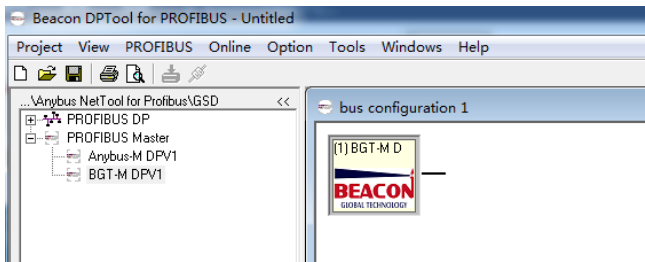 Beacon DPTool for PROFIBUS - Untitled
Project View PROFIBUS Online Option Tools Windows Help
...\Anybus NetTool for Profibus\GSD <<
PROFIBUS DP
PROFIBUS Master
Anybus-M DPV1
BGT-M DPV1
bus configuration 1
(1) BGT-M D
BEACON
GLOBAL TECHNOLOGY